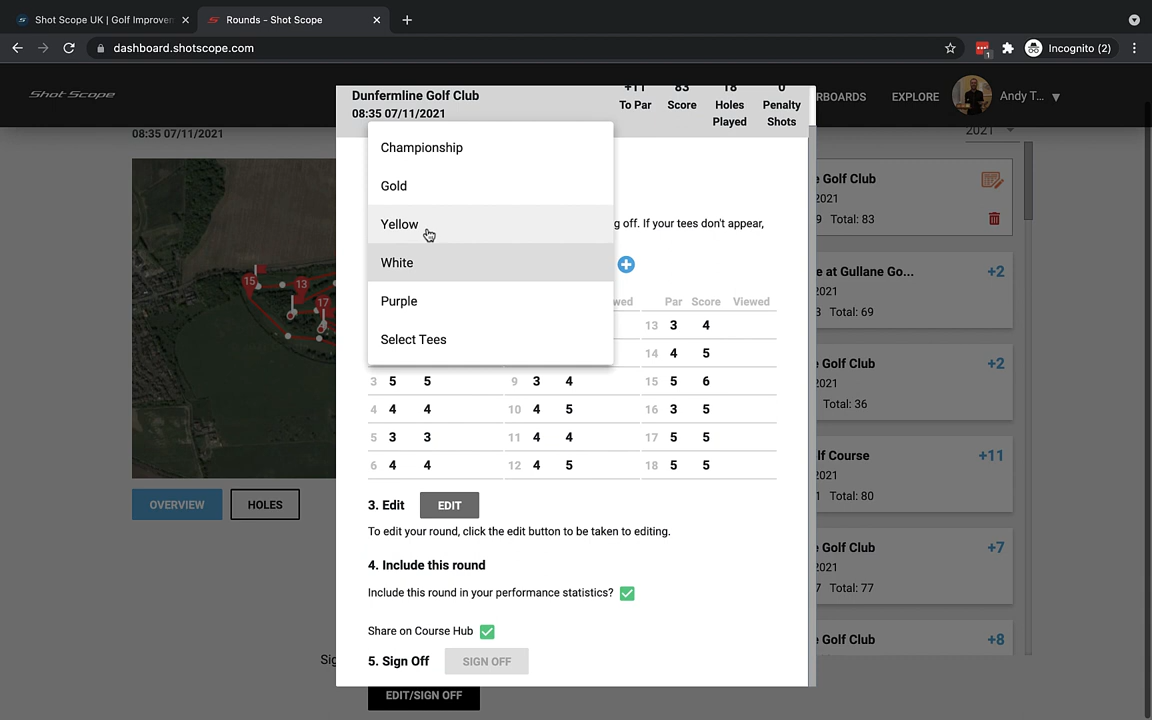 Shot Scope UK | Golf Improver
Rounds - Shot Scope
dashboard.shotscope.com
1
Incognito (2)
Shot Scope
EXPLORE
Andy T...
08:35 07/11/2021
2021
Dunfermline Golf Club
08:35 07/11/2021
+11 83 18 0
To Par Score Holes Played Penalty Shots
Championship
Gold
Yellow
White
Purple
Select Tees
g off. If your tees don't appear,
Par Score Viewed
13 3 4
14 4 5
3 5 5 9 3 4 15 5 6
4 4 4 10 4 5 16 3 5
5 3 3 11 4 4 17 5 5
6 4 4 12 4 5 18 5 5
3. Edit EDIT
To edit your round, click the edit button to be taken to editing.
4. Include this round
Include this round in your performance statistics?
Share on Course Hub
5. Sign Off SIGN OFF
15
13
17
OVERVIEW
HOLES
EDIT/SIGN OFF
e Golf Club
Total: 83
e at Gullane Go... +2
Total: 69
e Golf Club +2
Total: 36
lf Course +11
Total: 80
e Golf Club +7
Total: 77
e Golf Club +8